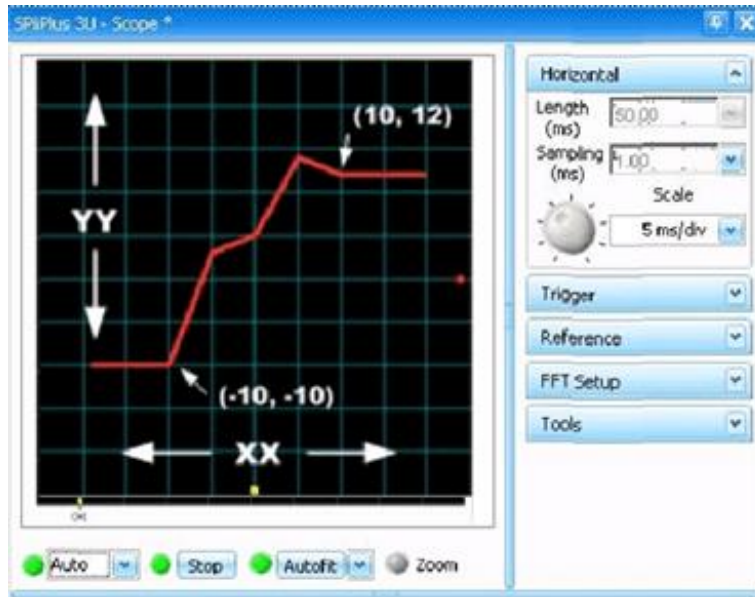 SPiiPlus 3U - Scope *
(10, 12)
YY
(-10, -10)
XX
Auto
Stop
Autofit
Zoom
Horizontal
Length
(ms)
50.00
Sampling
(ms)
1.00
Scale
5 ms/div
Trigger
Reference
FFT Setup
Tools